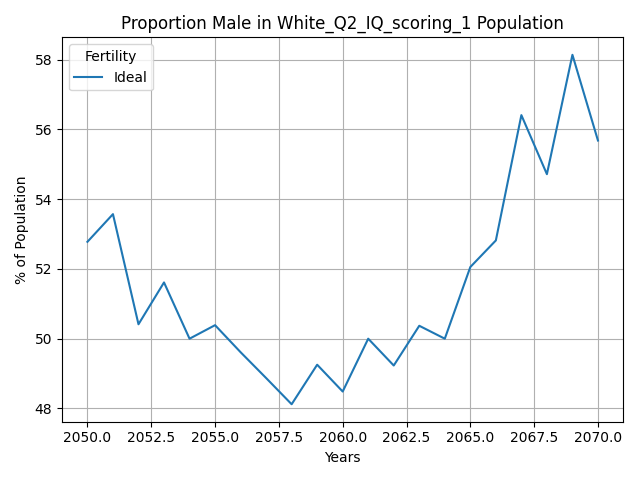 Proportion Male in White_Q2_IQ_scoring_1 Population
Fertility
Ideal
% of Population
58
56
54
52
50
48
2050.0 2052.5 2055.0 2057.5 2060.0 2062.5 2065.0 2067.5 2070.0
Years